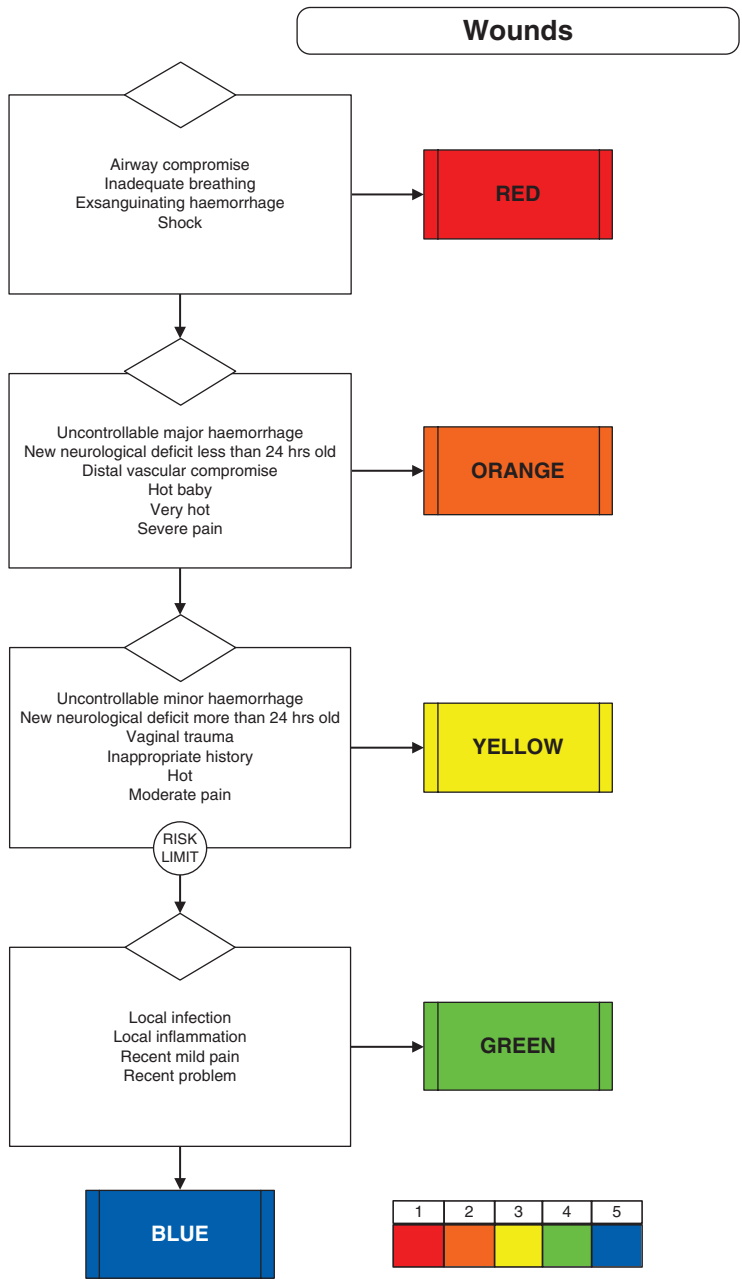 Wounds
Airway compromise
Inadequate breathing
Exsanguinating haemorrhage
Shock
RED
Uncontrollable major haemorrhage
New neurological deficit less than 24 hrs old
Distal vascular compromise
Hot baby
Very hot
Severe pain
ORANGE
Uncontrollable minor haemorrhage
New neurological deficit more than 24 hrs old
Vaginal trauma
Inappropriate history
Hot
Moderate pain
YELLOW
RISK
LIMIT
Local infection
Local inflammation
Recent mild pain
Recent problem
GREEN
BLUE
1 2 3 4 5